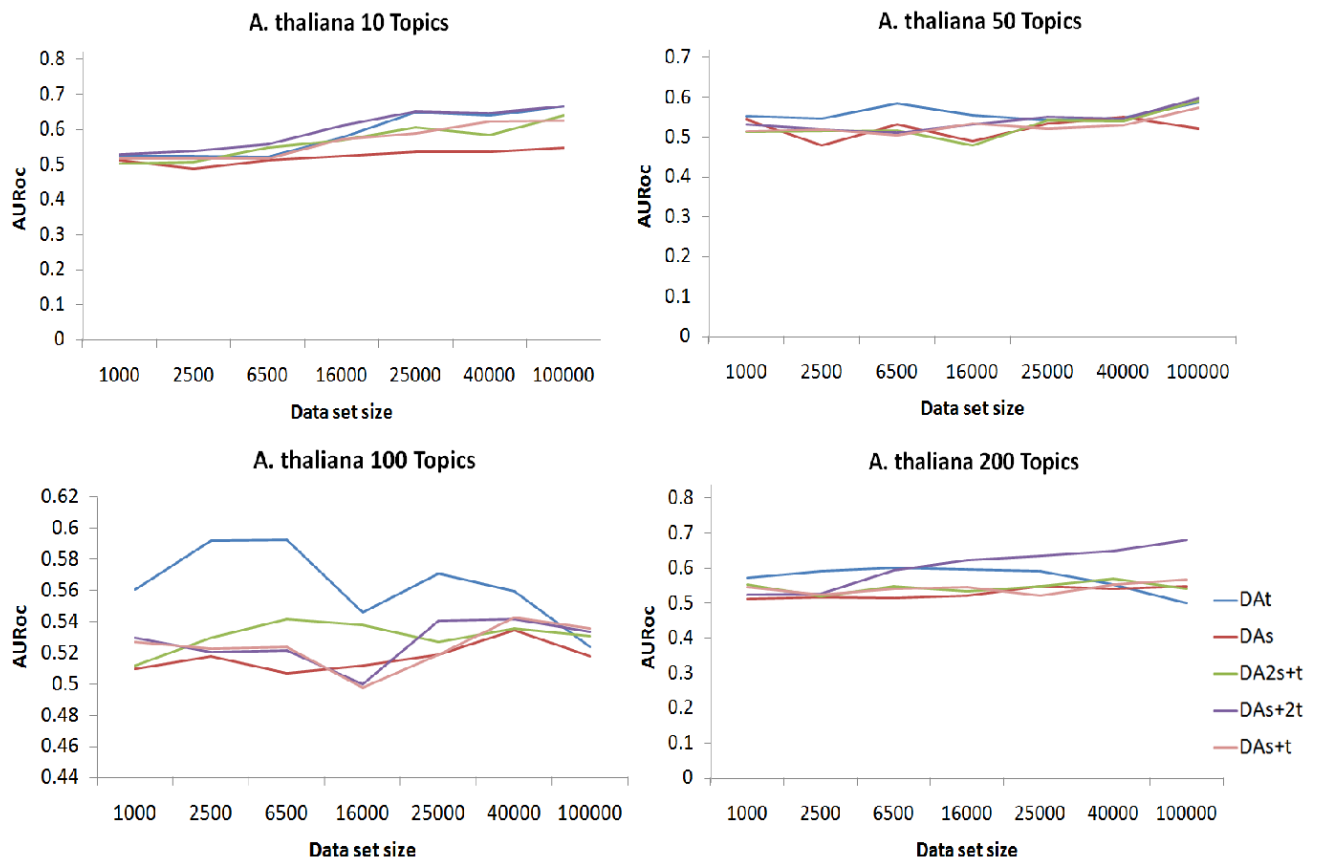 A. thaliana 10 Topics
0.8
0.7
0.6
0.5
0.4
0.3
0.2
0.1
0
AURoc
1000 2500 6500 16000 25000 40000 100000
Data set size
A. thaliana 50 Topics
0.7
0.6
0.5
0.4
0.3
0.2
0.1
0
AURoc
1000 2500 6500 16000 25000 40000 100000
Data set size
A. thaliana 100 Topics
0.62
0.6
0.58
0.56
0.54
0.52
0.5
0.48
0.46
0.44
AURoc
1000 2500 6500 16000 25000 40000 100000
Data set size
A. thaliana 200 Topics
0.8
0.7
0.6
0.5
0.4
0.3
0.2
0.1
0
AURoc
1000 2500 6500 16000 25000 40000 100000
Data set size
DAt
DAs
DA2s+t
DAs+2t
DAs+t